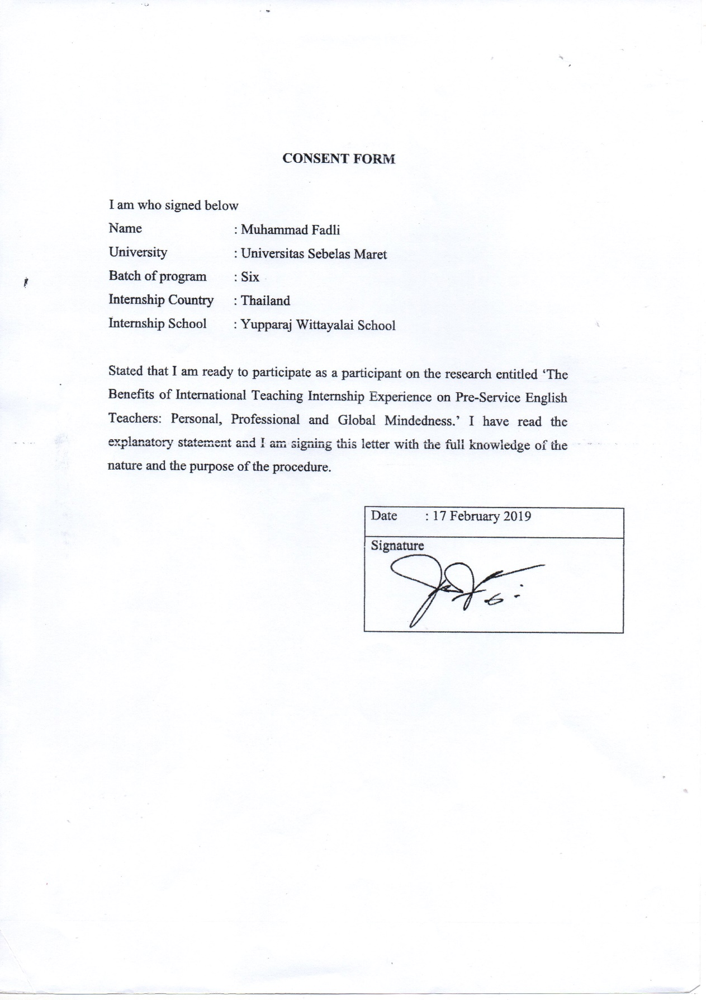 CONSENT FORM
I am who signed below
Name : Muhammad Fadli
University : Universitas Sebelas Maret
Batch of program : Six
Internship Country : Thailand
Internship School : Yupparaj Wittayalai School
Stated that I am ready to participate as a participant on the research entitled ‘The
Benefits of International Teaching Internship Experience on Pre-Service English
Teachers: Personal, Professional and Global Mindedness.’ I have read the
explanatory statement and I am signing this letter with the full knowledge of the
nature and the purpose of the procedure.
Date : 17 February 2019
Signature